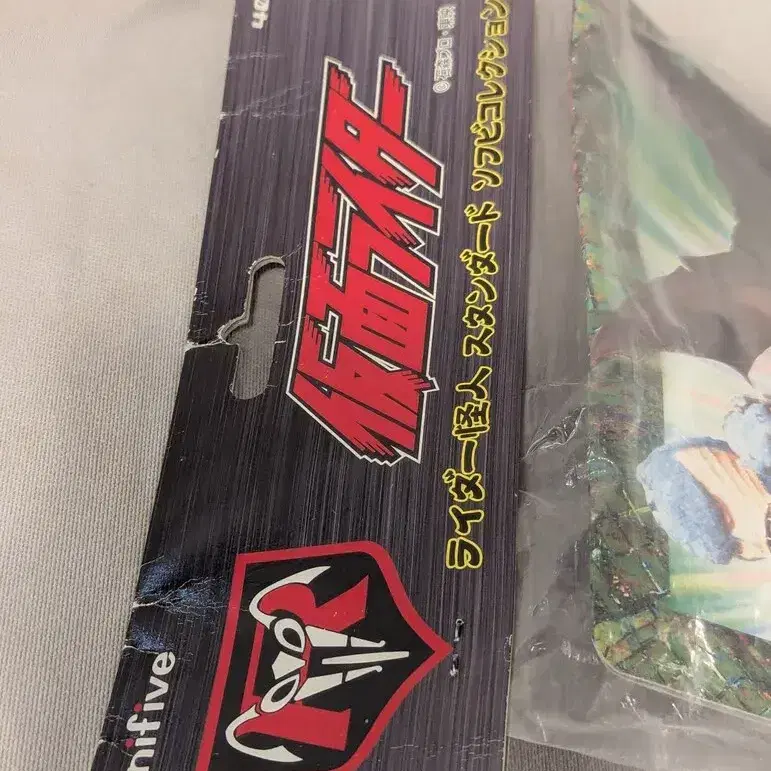 nifive
仮面ライダー
©石森プロ・東映
ライダー怪人 スタンダード ソフビコレクション